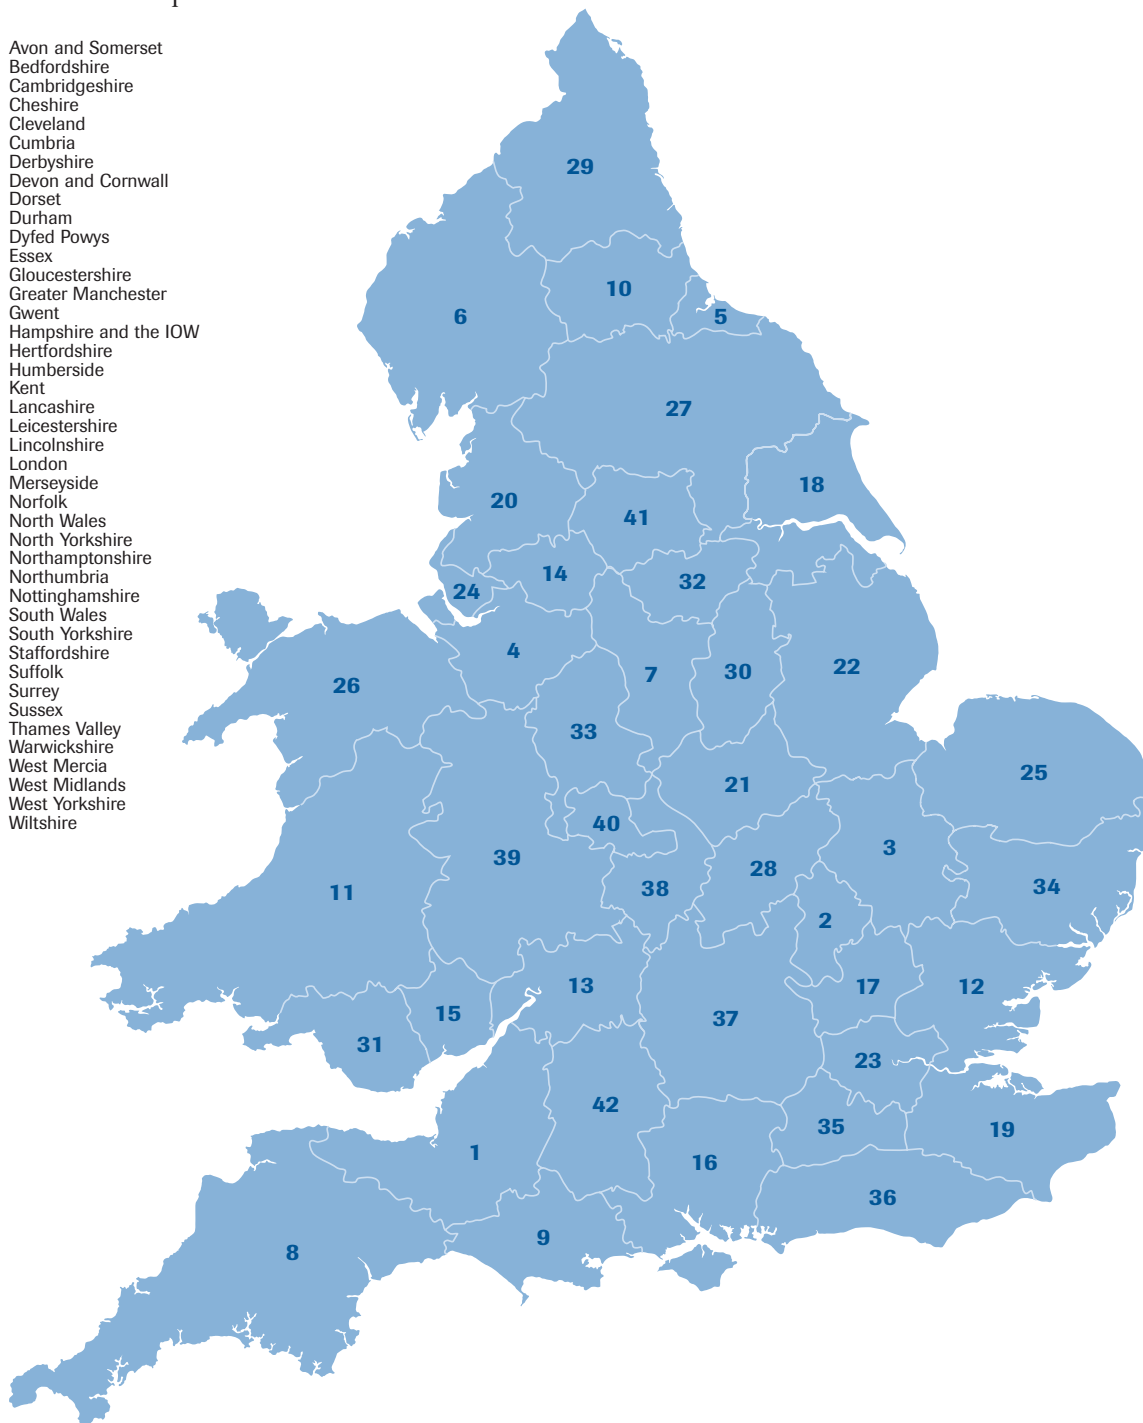 Avon and Somerset
Bedfordshire
Cambridgeshire
Cheshire
Cleveland
Cumbria
Derbyshire
Devon and Cornwall
Dorset
Durham
Dyfed Powys
Essex
Gloucestershire
Greater Manchester
Gwent
Hampshire and the IOW
Hertfordshire
Humberside
Kent
Lancashire
Leicestershire
Lincolnshire
London
Merseyside
Norfolk
North Wales
North Yorkshire
Northamptonshire
Northumbria
Nottinghamshire
South Wales
South Yorkshire
Staffordshire
Suffolk
Surrey
Sussex
Thames Valley
Warwickshire
West Mercia
West Midlands
West Yorkshire
Wiltshire
29
10
6
5
27
18
20
41
14
32
24
4
22
7
30
26
33
25
21
40
3
39
28
34
38
11
2
13
17
12
15
37
31
23
42
35
19
1
16
36
9
8